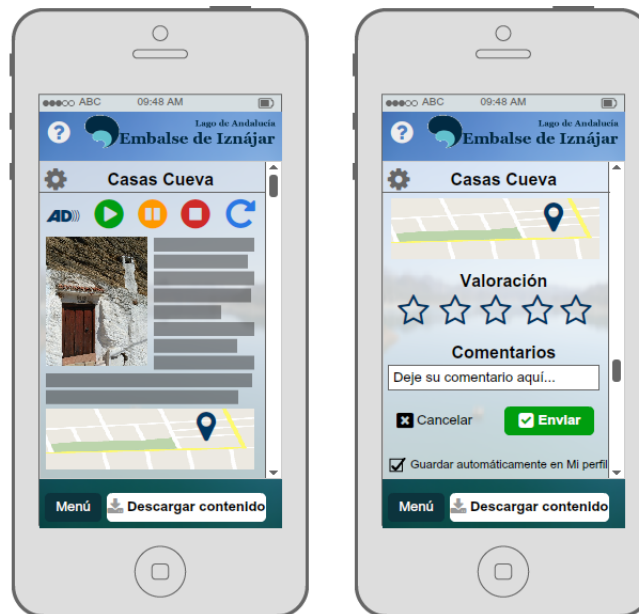 ABC 09:48 AM
?
Lago de Andalucía
Embalse de Iznájar
Casas Cueva
AD
Menú
Descargar contenido
ABC 09:48 AM
?
Lago de Andalucía
Embalse de Iznájar
Casas Cueva
Valoración
Comentarios
Deje su comentario aquí...
Cancelar
Enviar
Guardar automáticamente en Mi perfil
Menú
Descargar contenido